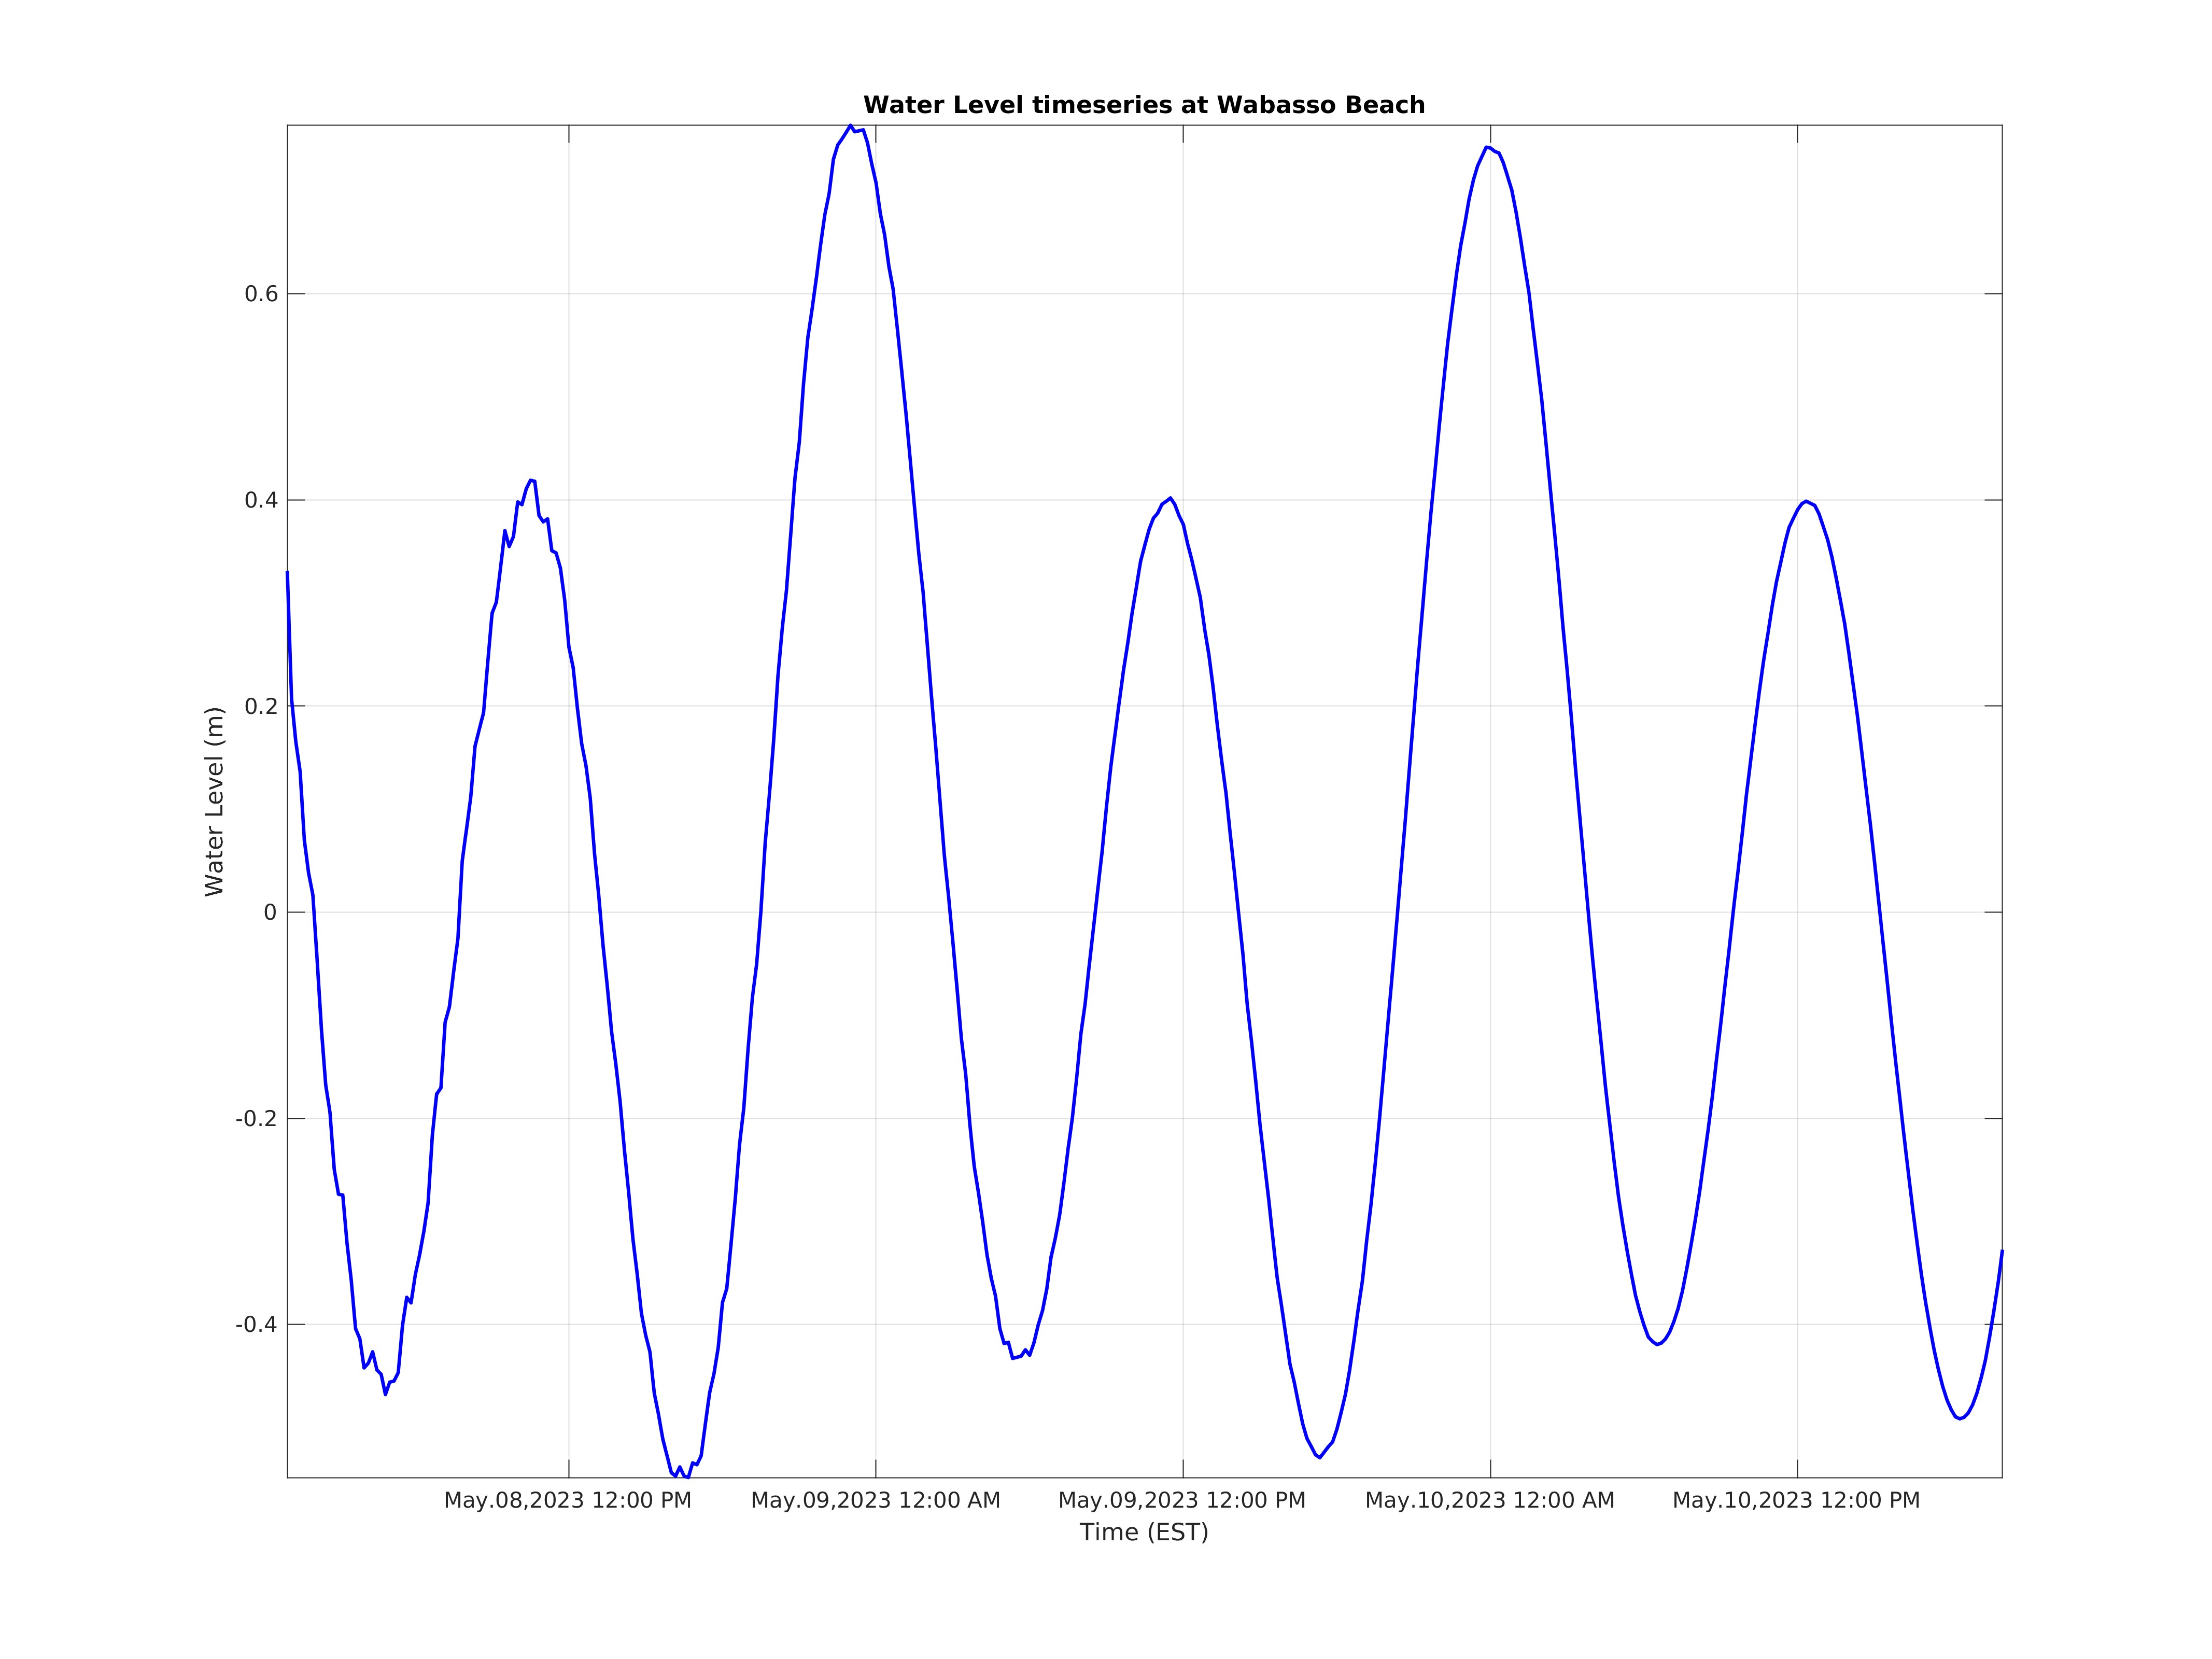 Water Level timeseries at Wabasso Beach
0.6
0.4
0.2
0
-0.2
-0.4
Water Level (m)
May.08,2023 12:00 PM
May.09,2023 12:00 AM
May.09,2023 12:00 PM
May.10,2023 12:00 AM
May.10,2023 12:00 PM
Time (EST)